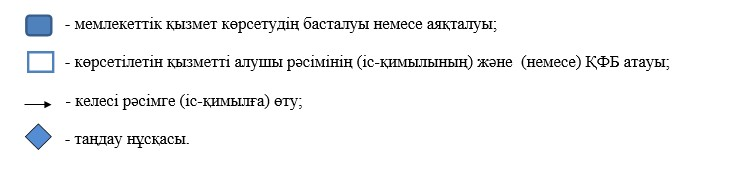 - мемлекеттік қызмет көрсетудің басталуы немесе аяқталуы;
- көрсетілетін қызметті алушы рәсімінің (іс-қимылының) және (немесе) ҚФБ атауы;
- келесі рәсімге (іс-қимылға) өту;
- таңдау нұсқасы.